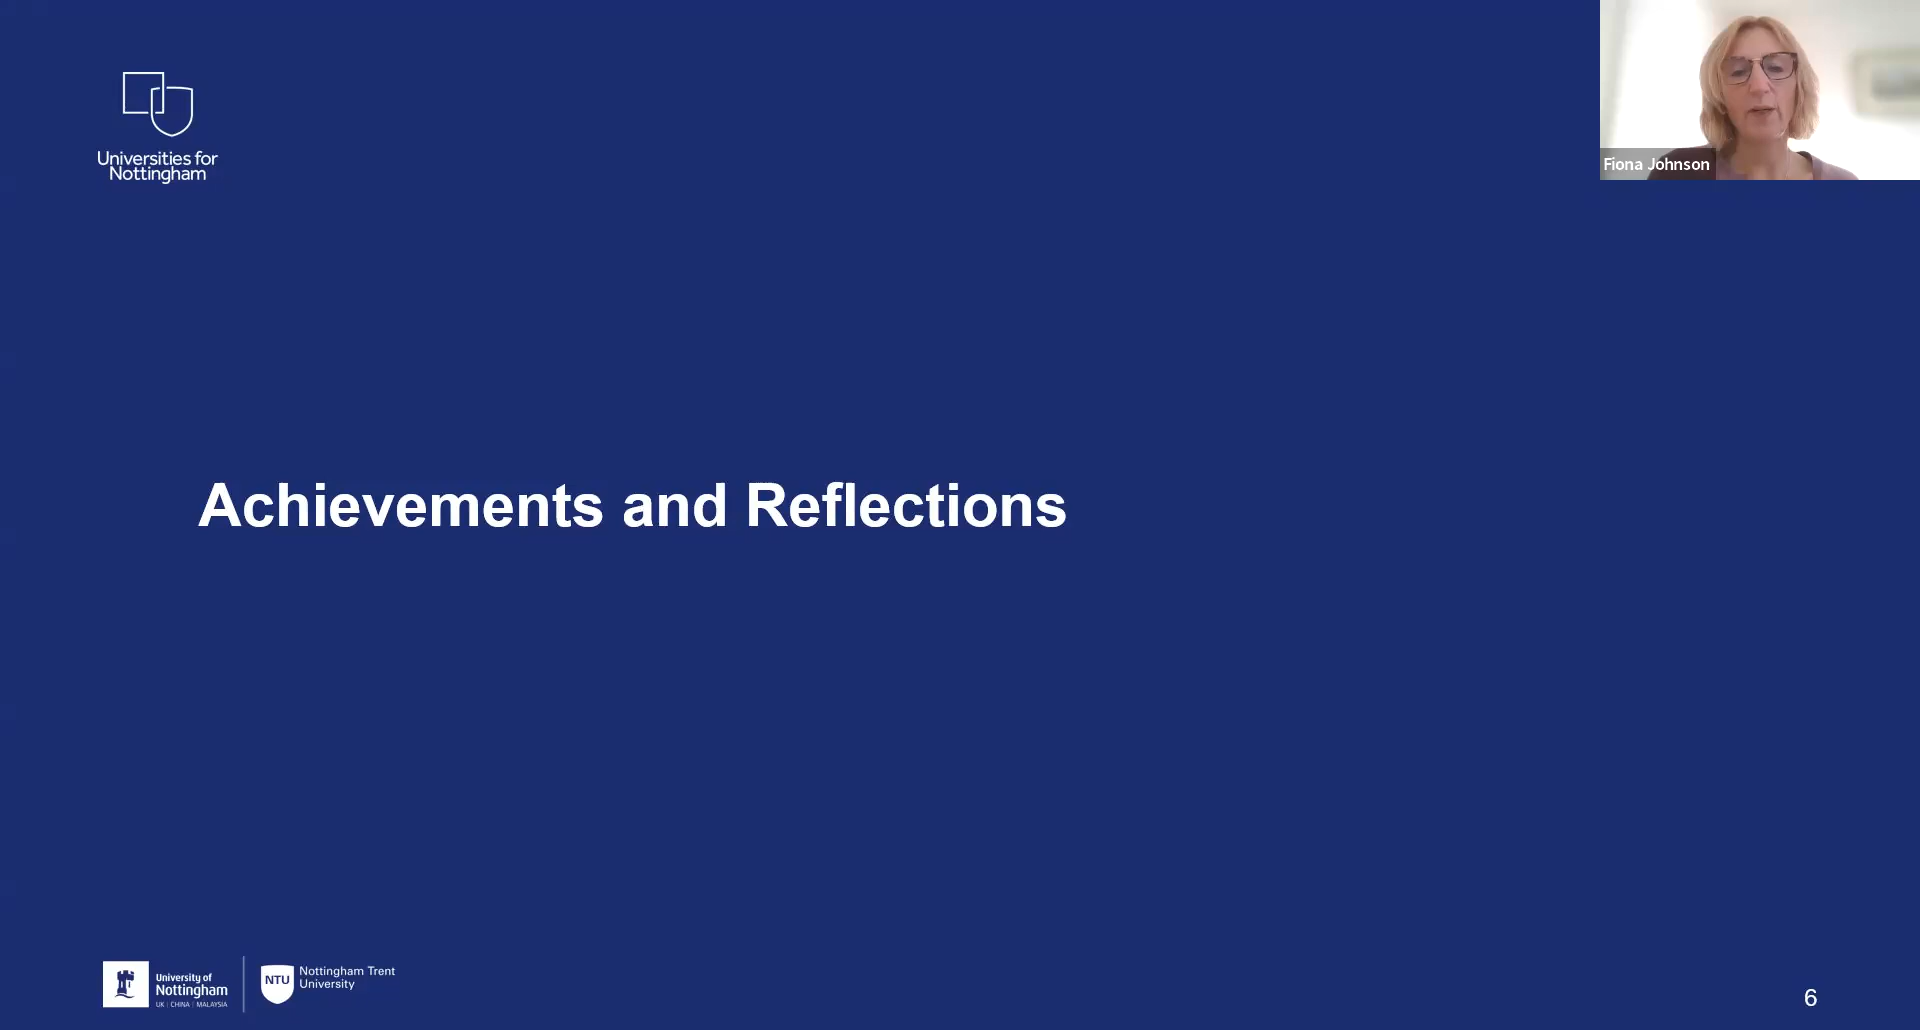 Universities for
Nottingham
Fiona Johnson
Achievements and Reflections
University of
Nottingham
UK | CHINA | MALAYSIA
NTU
Nottingham Trent
University
6